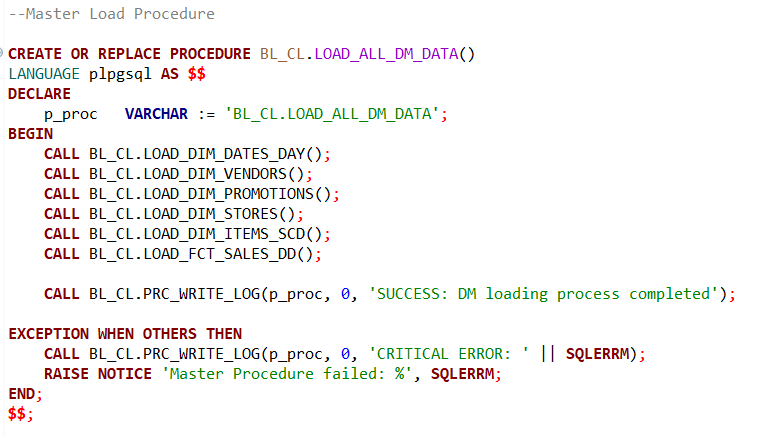 --Master Load Procedure
CREATE OR REPLACE PROCEDURE BL_CL.LOAD_ALL_DM_DATA()
LANGUAGE plpgsql AS $$
DECLARE
    p_proc   VARCHAR := 'BL_CL.LOAD_ALL_DM_DATA';
BEGIN
    CALL BL_CL.LOAD_DIM_DATES_DAY();
    CALL BL_CL.LOAD_DIM_VENDORS();
    CALL BL_CL.LOAD_DIM_PROMOTIONS();
    CALL BL_CL.LOAD_DIM_STORES();
    CALL BL_CL.LOAD_DIM_ITEMS_SCD();
    CALL BL_CL.LOAD_FCT_SALES_DD();
    CALL BL_CL.PRC_WRITE_LOG(p_proc, 0, 'SUCCESS: DM loading process completed');
EXCEPTION WHEN OTHERS THEN
    CALL BL_CL.PRC_WRITE_LOG(p_proc, 0, 'CRITICAL ERROR: ' || SQLERRM);
    RAISE NOTICE 'Master Procedure failed: %', SQLERRM;
END;
$$;